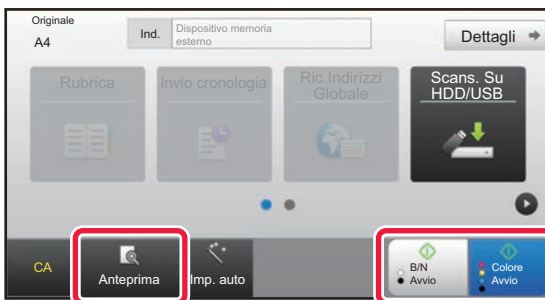 Originale
A4
Ind.
Dispositivo memoria
esterno
Dettagli
Rubrica
Invio cronologia
Ric.Indirizzi
Globale
Scans. Su
HDD/USB
CA
Anteprima
Imp. auto
B/N
Avvio
Colore
Avvio